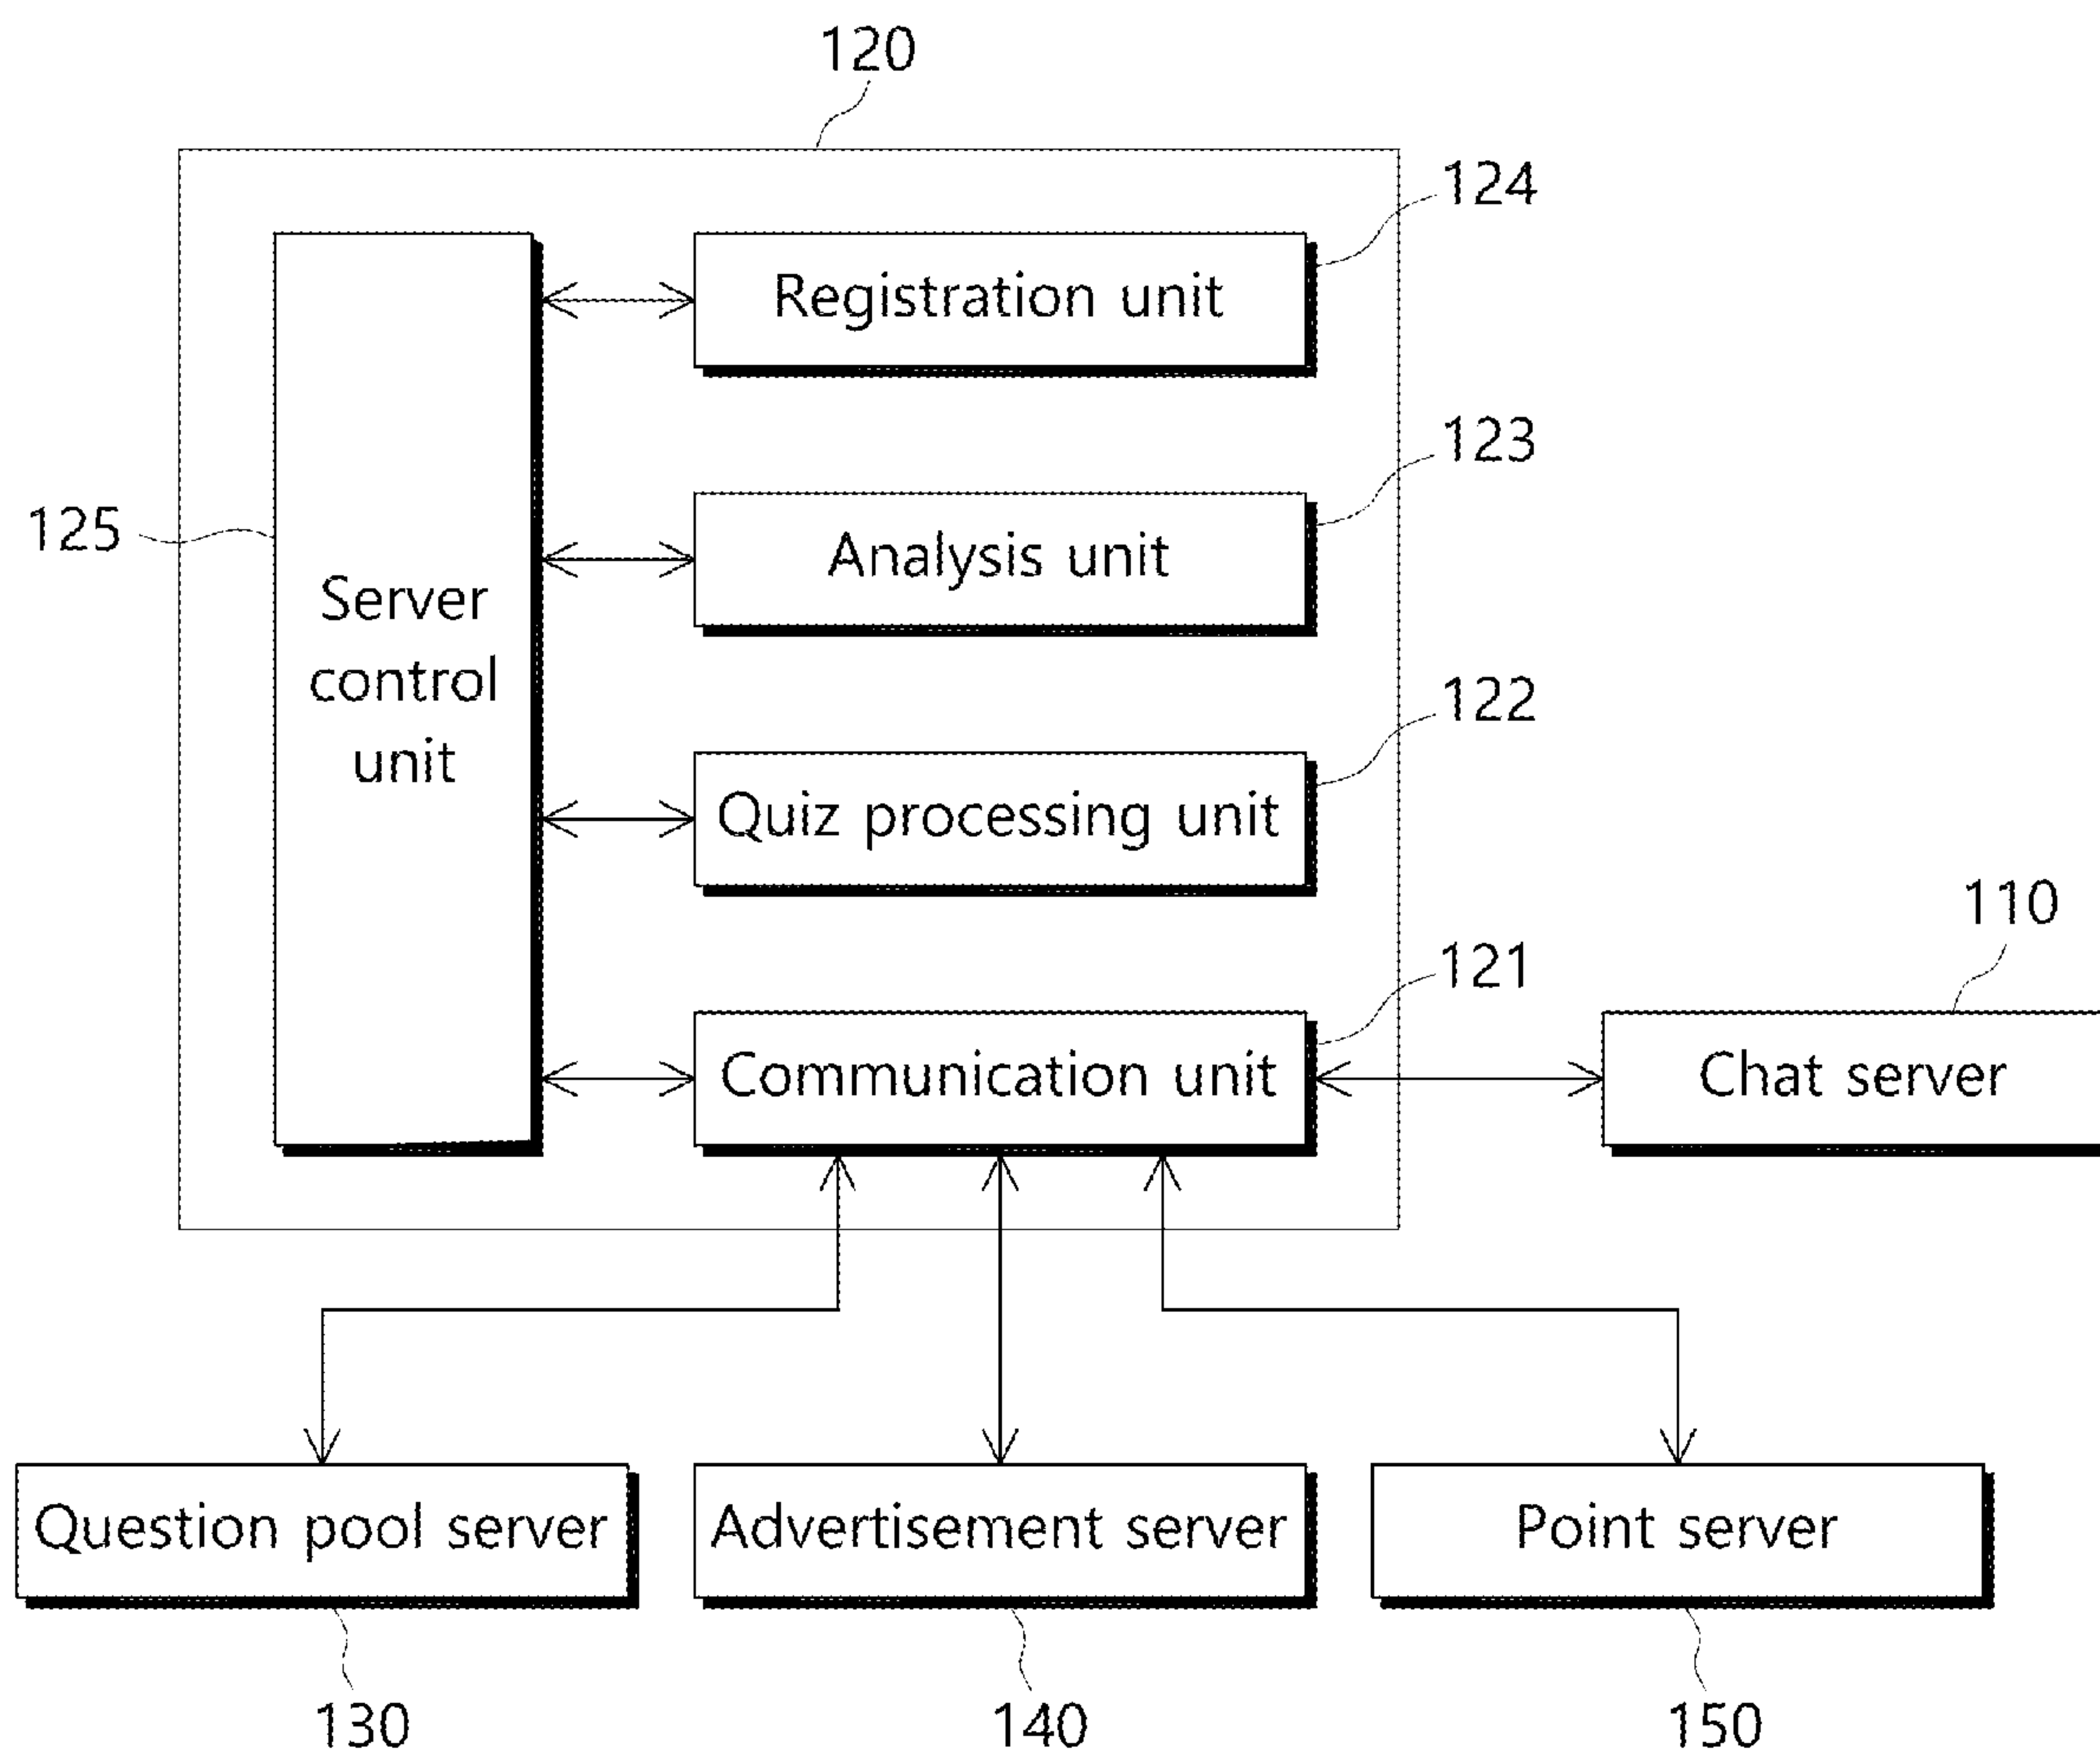 120
124
Registration unit
123
125
Analysis unit
Server
control
unit
122
Quiz processing unit
110
121
Communication unit
Chat server
Question pool server
Advertisement server
Point server
130
140
150